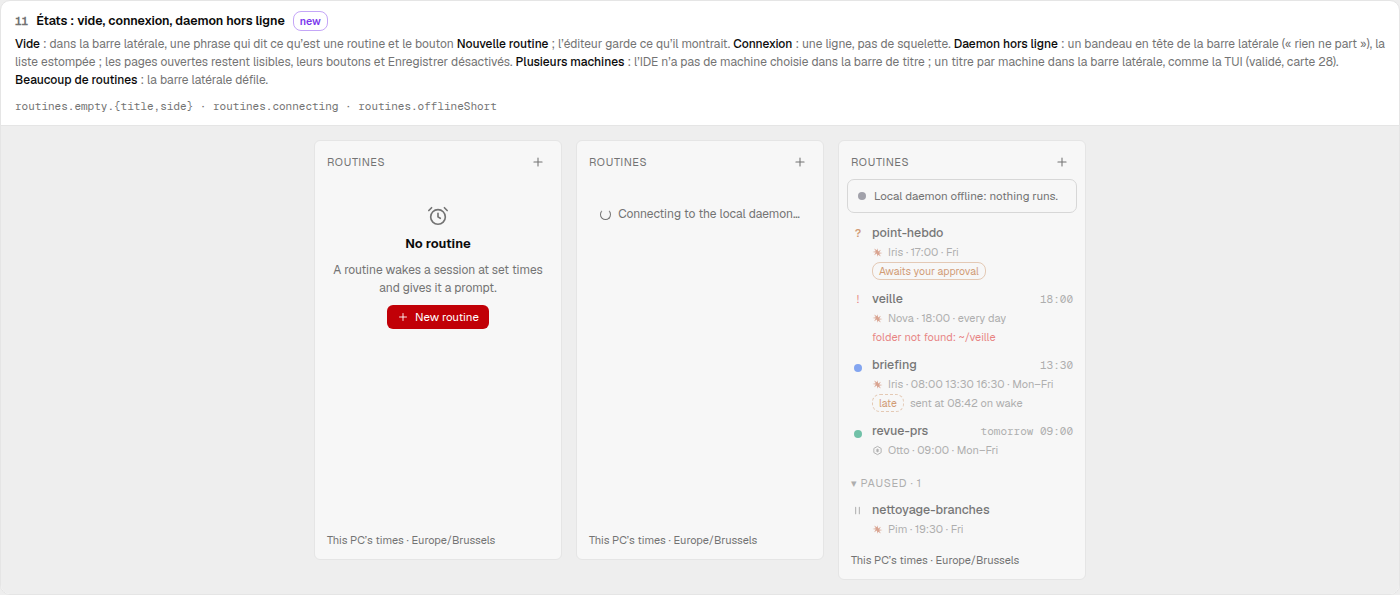 11 États : vide, connexion, daemon hors ligne new
Vide : dans la barre latérale, une phrase qui dit ce qu'est une routine et le bouton Nouvelle routine ; l'éditeur garde ce qu'il montrait. Connexion : une ligne, pas de squelette. Daemon hors ligne : un bandeau en tête de la barre latérale (« rien ne part »), la
liste estompée ; les pages ouvertes restent lisibles, leurs boutons et Enregistrer désactivés. Plusieurs machines : l'IDE n'a pas de machine choisie dans la barre de titre ; un titre par machine dans la barre latérale, comme la TUI (validé, carte 28).
Beaucoup de routines : la barre latérale défile.
routines.empty.{title,side} · routines.connecting · routines.offlineShort
ROUTINES +
No routine
A routine wakes a session at set times
and gives it a prompt.
+ New routine
This PC's times · Europe/Brussels
ROUTINES +
Connecting to the local daemon…
This PC's times · Europe/Brussels
ROUTINES +
Local daemon offline: nothing runs.
? point-hebdo
Iris · 17:00 · Fri
Awaits your approval
! veille 18:00
Nova · 18:00 · every day
folder not found: ~/veille
briefing 13:30
Iris · 08:00 13:30 16:30 · Mon–Fri
late sent at 08:42 on wake
revue-prs tomorrow 09:00
Otto · 09:00 · Mon–Fri
▾ PAUSED · 1
nettoyage-branches
Pim · 19:30 · Fri
This PC's times · Europe/Brussels